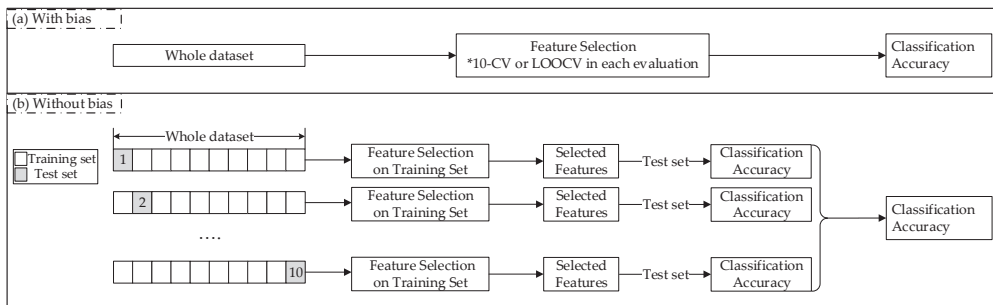 (a) With bias
Whole dataset
Feature Selection
*10-CV or LOOCV in each evaluation
Classification
Accuracy
(b) Without bias
Whole dataset
Training set
Test set
1
Feature Selection
on Training Set
Selected
Features
Test set
Classification
Accuracy
2
Feature Selection
on Training Set
Selected
Features
Test set
Classification
Accuracy
Classification
Accuracy
....
10
Feature Selection
on Training Set
Selected
Features
Test set
Classification
Accuracy